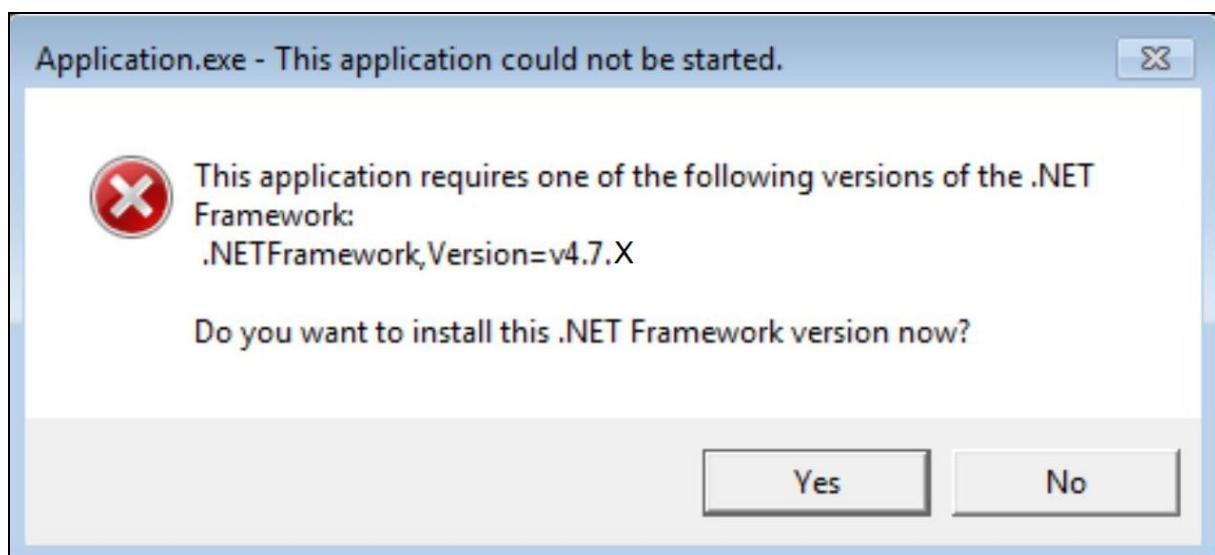 Application.exe - This application could not be started.
This application requires one of the following versions of the .NET
Framework:
.NETFramework,Version=v4.7.X
Do you want to install this .NET Framework version now?
Yes
No